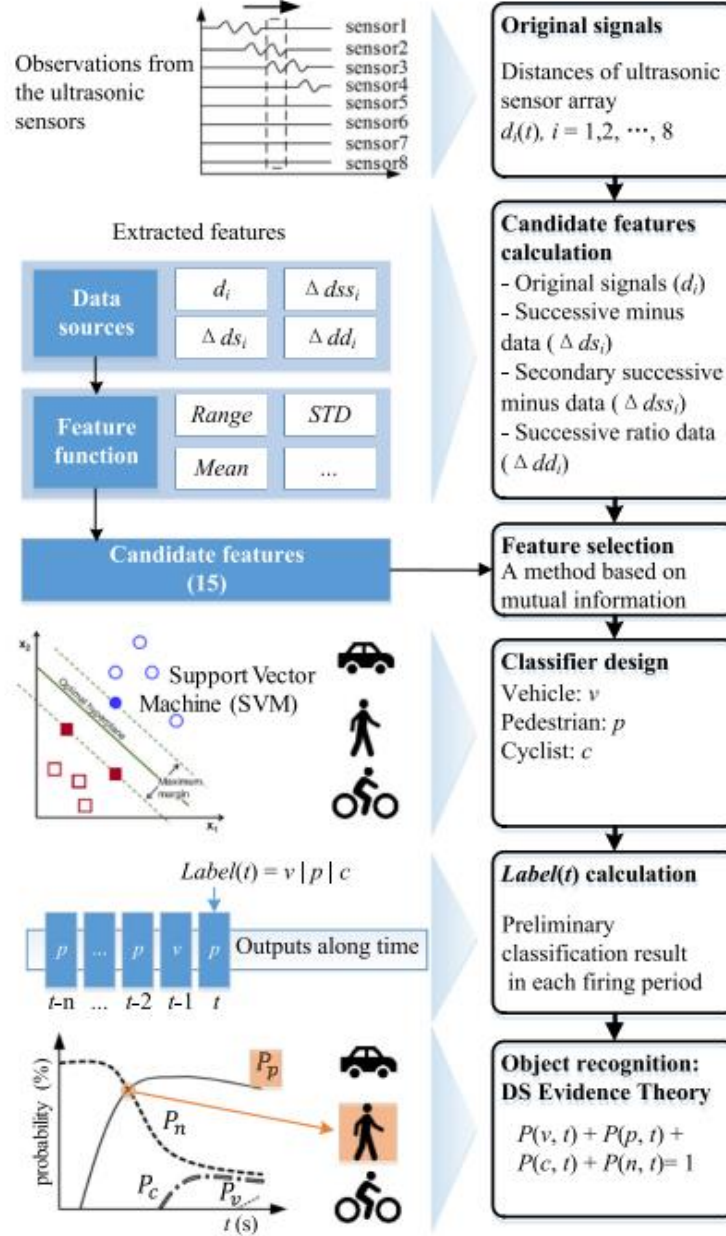 Observations from
the ultrasonic
sensors
sensor1
sensor2
sensor3
sensor4
sensor5
sensor6
sensor7
sensor8
Original signals
Distances of ultrasonic
sensor array
dᵢ(t), i = 1,2, ⋯, 8
Extracted features
Data
sources
dᵢ
Δ dssᵢ
Δ dsᵢ
Δ ddᵢ
Feature
function
Range
STD
Mean
...
Candidate features
(15)
Candidate features
calculation
- Original signals (dᵢ)
- Successive minus
data ( Δ dsᵢ)
- Secondary successive
minus data ( Δ dssᵢ)
- Successive ratio data
( Δ ddᵢ)
Feature selection
A method based on
mutual information
x₂
Optimal hyperplane
Support Vector
Machine (SVM)
Maximum
margin
x₁
Classifier design
Vehicle: v
Pedestrian: p
Cyclist: c
Label(t) = v | p | c
p
...
p
v
p
Outputs along time
t-n
...
t-2
t-1
t
Label(t) calculation
Preliminary
classification result
in each firing period
probability (%)
Pₚ
Pₙ
P_c
Pᵥ
t (s)
Object recognition:
DS Evidence Theory
P(v, t) + P(p, t) +
P(c, t) + P(n, t)= 1